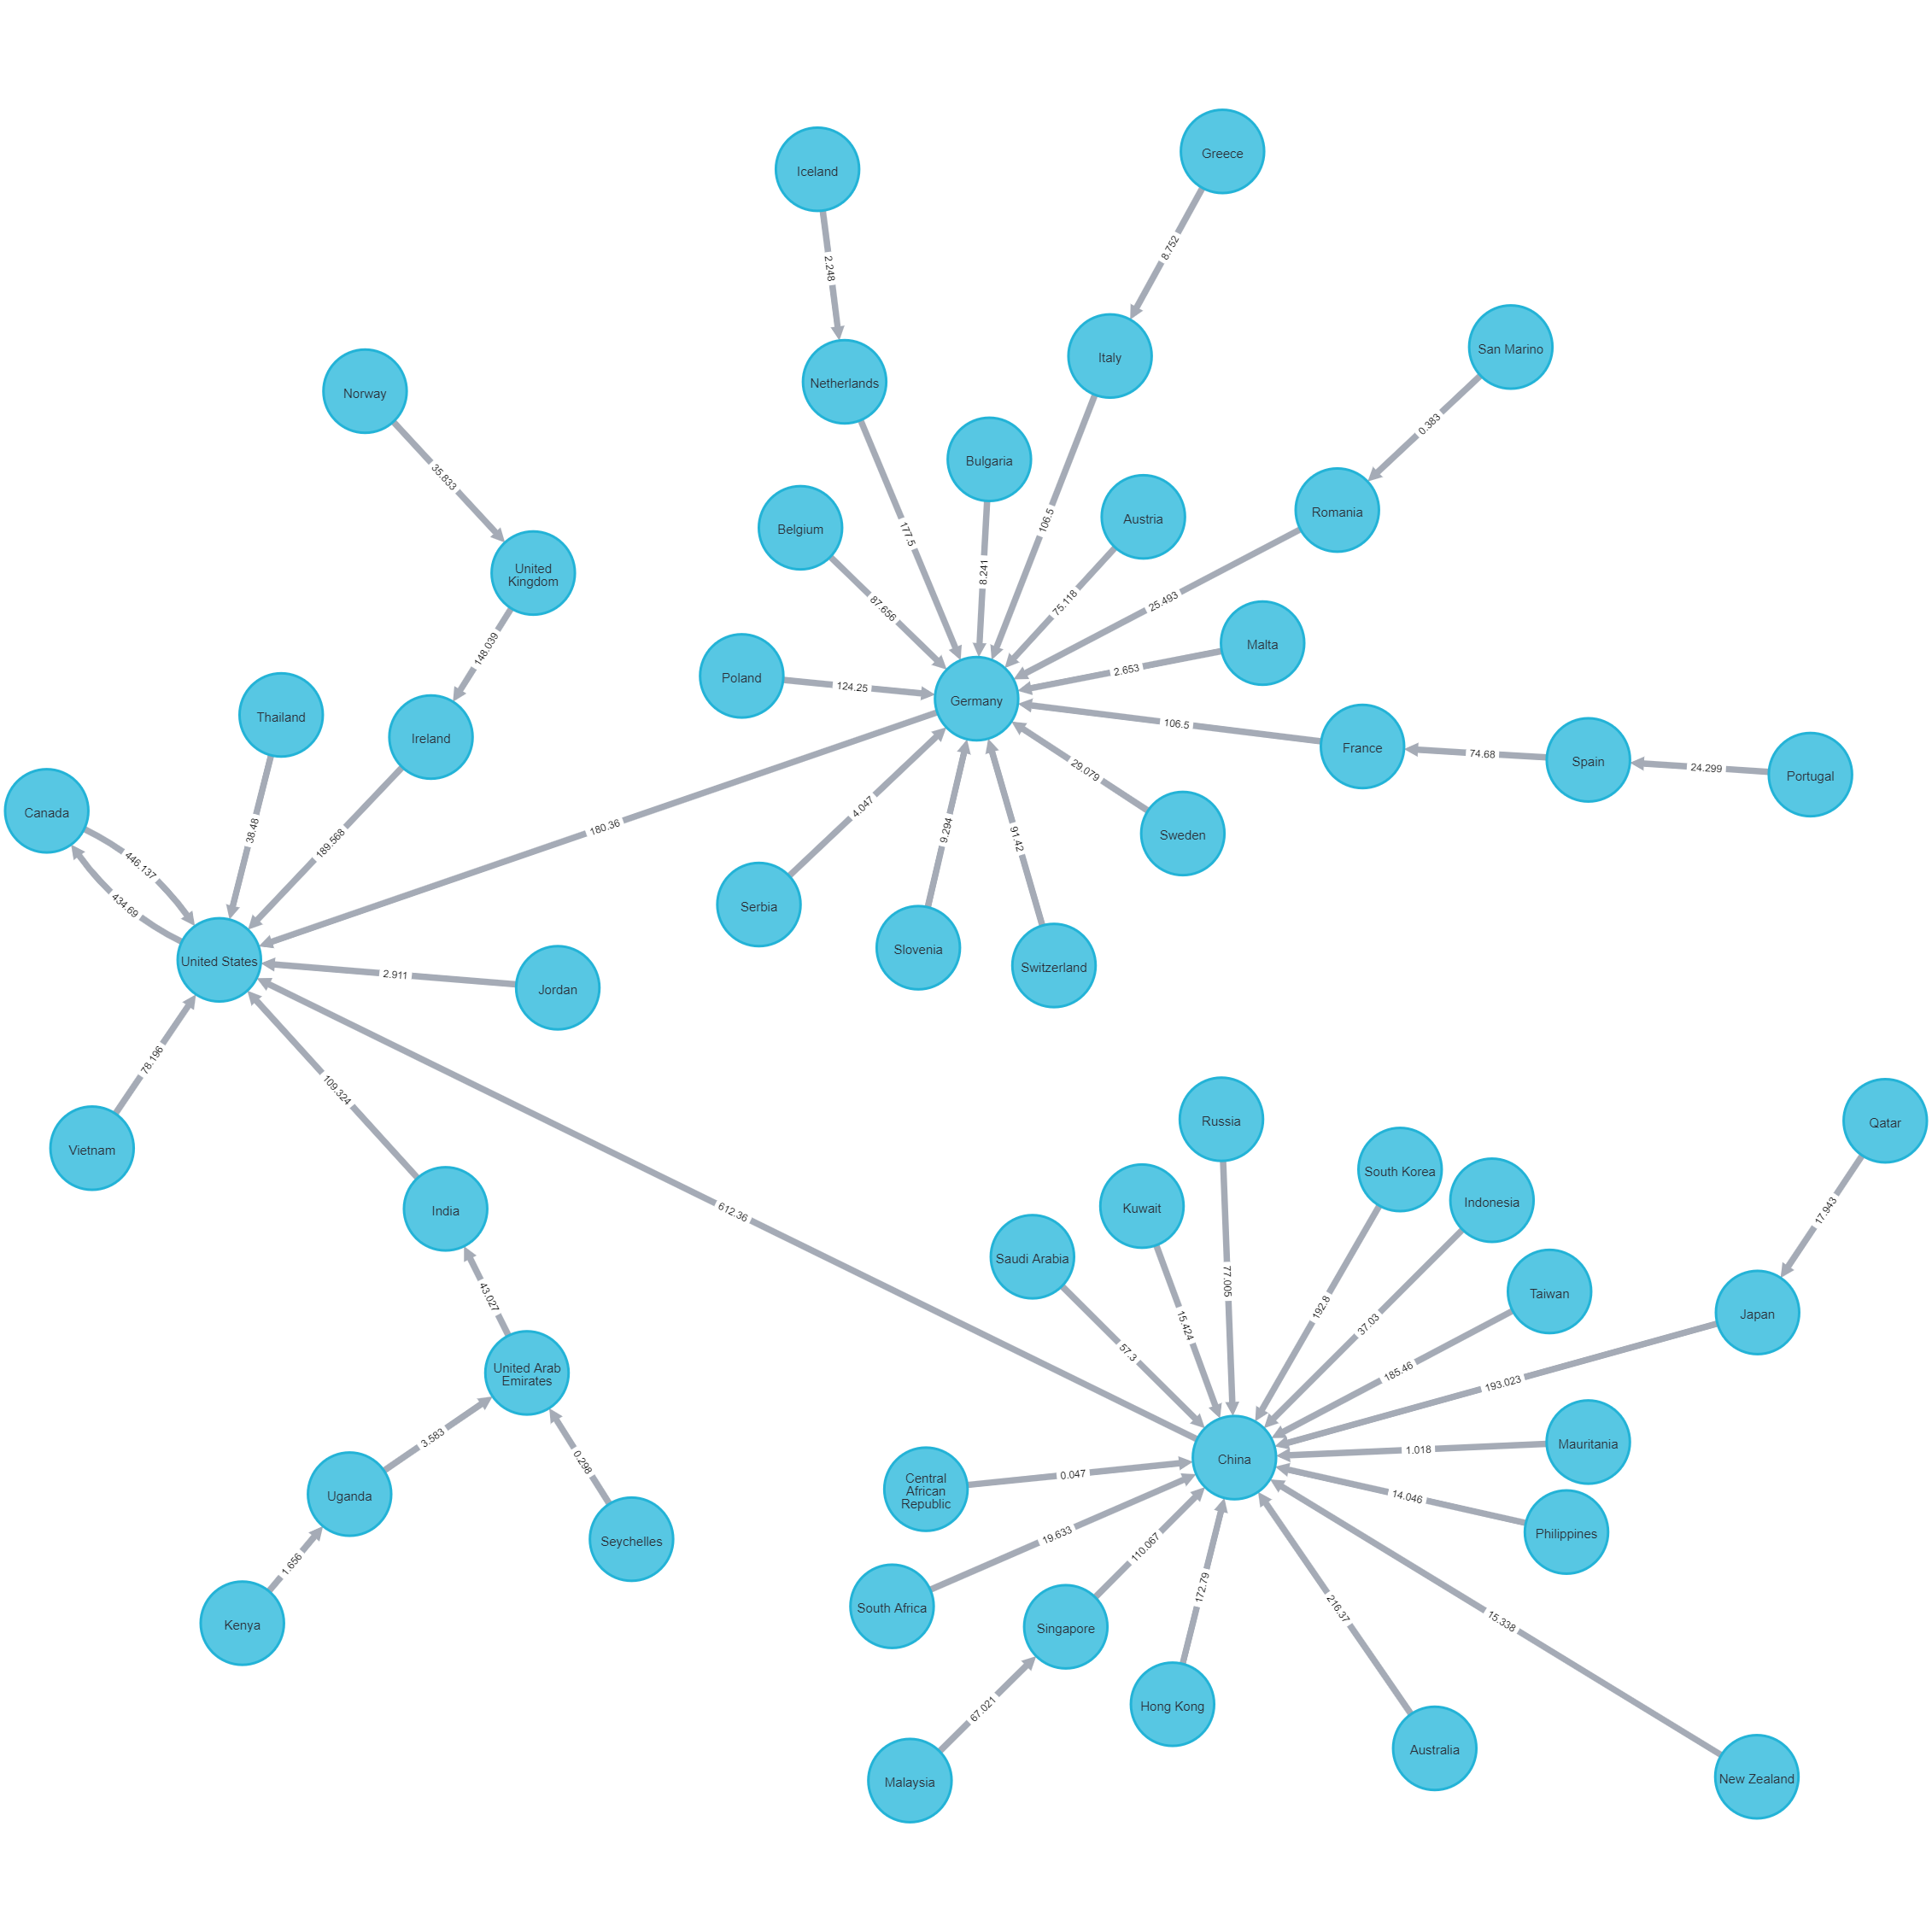 Greece
Iceland
8.752
2.248
San Marino
Italy
Netherlands
Norway
0.383
Bulgaria
35.833
Romania
Austria
Belgium
106.5
177.5
United
Kingdom
8.241
75.118
25.493
87.656
148.039
Malta
2.653
Poland
124.25
Germany
Thailand
Ireland
106.5
France
74.68
Spain
24.299
Portugal
29.079
Canada
38.48
189.568
180.36
4.047
9.294
91.42
Sweden
446.137
434.69
Serbia
Slovenia
Switzerland
United States
2.911
Jordan
78.196
109.324
Russia
Qatar
Vietnam
South Korea
Indonesia
India
612.36
Kuwait
17.943
Saudi Arabia
77.005
43.027
Taiwan
192.8
Japan
15.424
37.03
57.3
United Arab
Emirates
185.46
193.023
3.583
0.298
China
1.018
Mauritania
Central
African
Republic
0.047
14.046
Uganda
Philippines
Seychelles
19.633
110.067
1.656
172.79
216.37
15.338
Kenya
South Africa
Singapore
67.021
Hong Kong
Australia
Malaysia
New Zealand